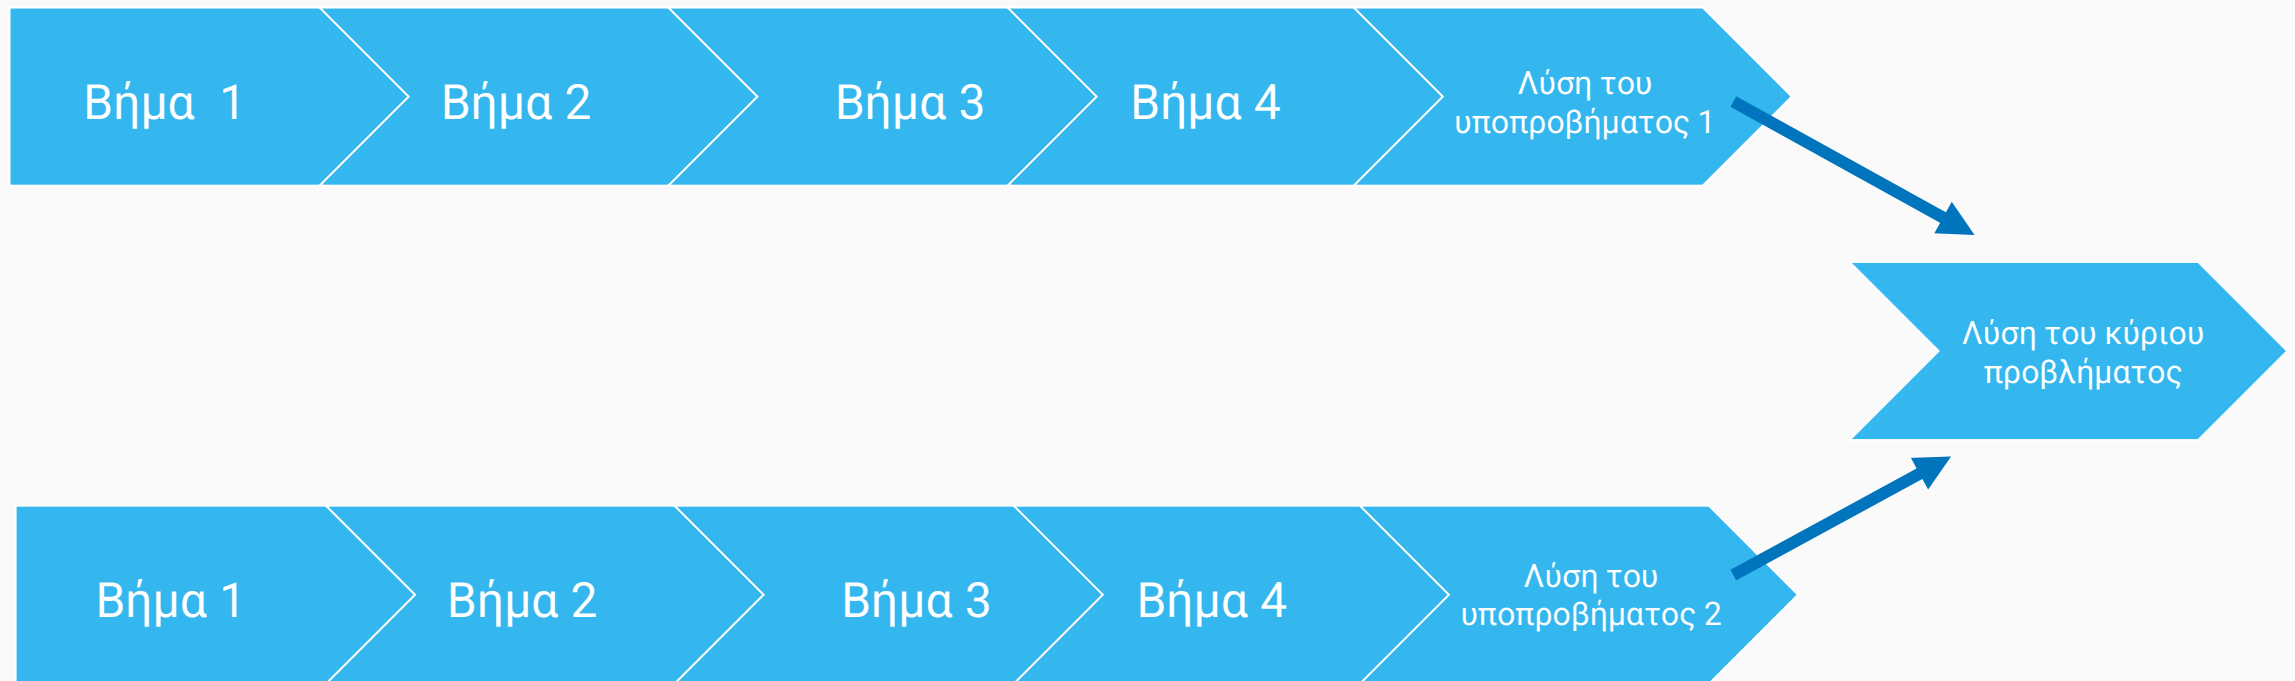 Βήμα 1
Βήμα 2
Βήμα 3
Βήμα 4
Λύση του
υποπροβήματος 1
Λύση του κύριου
προβλήματος
Βήμα 1
Βήμα 2
Βήμα 3
Βήμα 4
Λύση του
υποπροβήματος 2